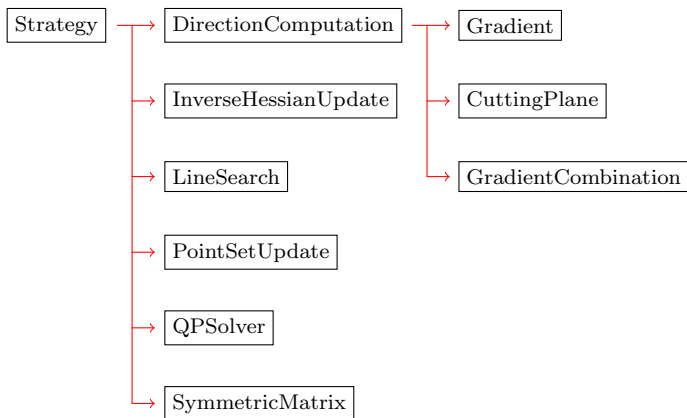 Strategy
DirectionComputation
Gradient
InverseHessianUpdate
CuttingPlane
LineSearch
GradientCombination
PointSetUpdate
QPSolver
SymmetricMatrix